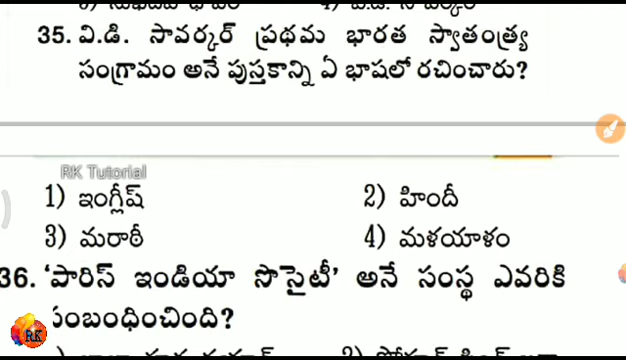 35. వి.డి. సావర్కర్ ప్రథమ భారత స్వాతంత్ర్య
సంగ్రామం అనే పుస్తకాన్ని ఏ భాషలో రచించారు?
RK Tutorial
1) ఇంగ్లీష్ 2) హిందీ
3) మరాఠీ 4) మళయాళం
36. 'పారిస్ ఇండియా సొసైటీ' అనే సంస్థ ఎవరికి
సంబంధించింది?
RK